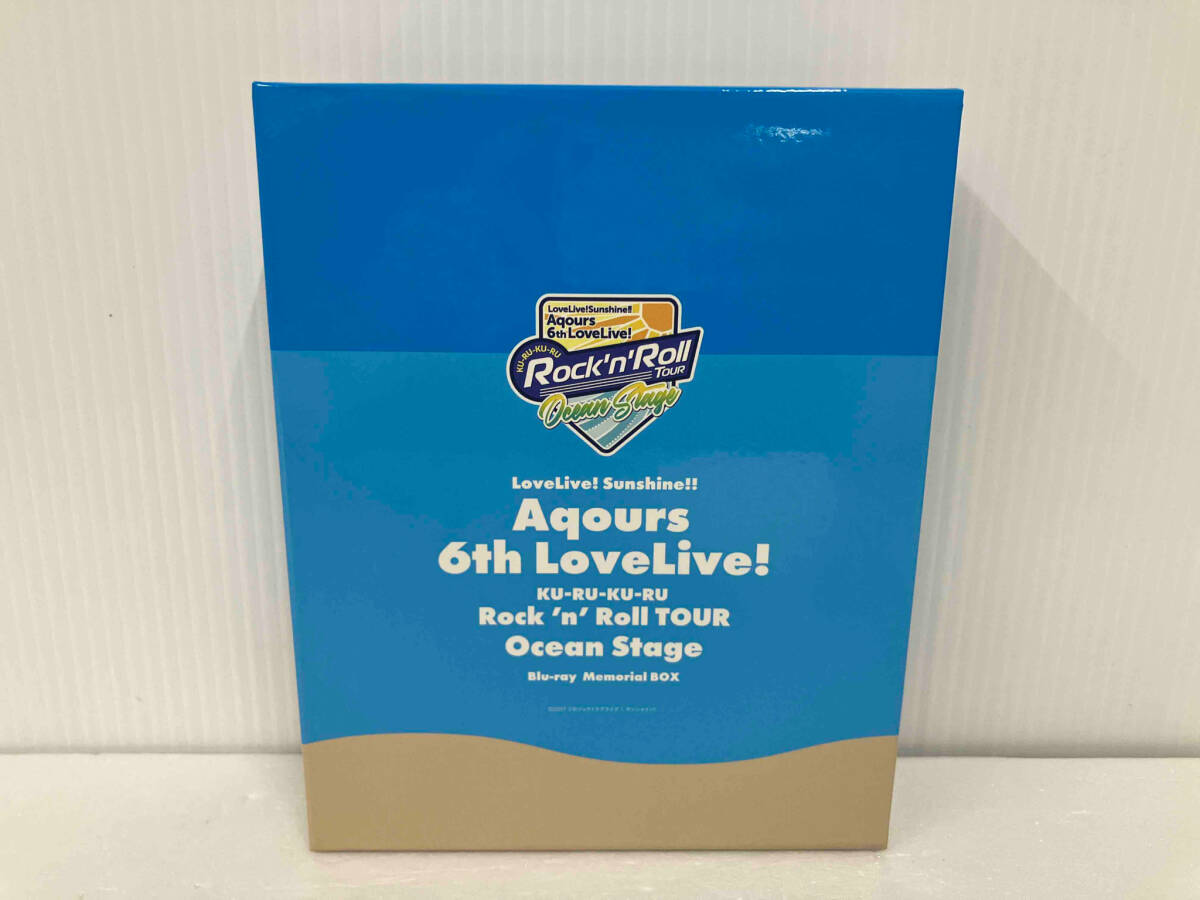 LoveLive!Sunshine!!
Aqours
6th LoveLive!
KU-RU-KU-RU
Rock'n'Roll
TOUR
Ocean Stage
LoveLive! Sunshine!!
Aqours
6th LoveLive!
KU-RU-KU-RU
Rock 'n' Roll TOUR
Ocean Stage
Blu-ray Memorial BOX